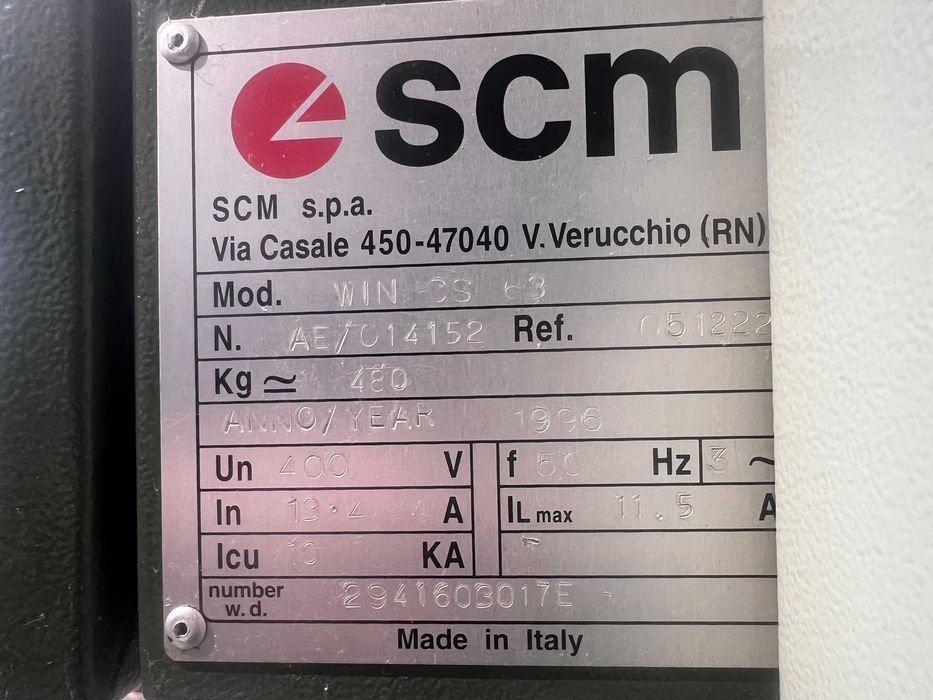 scm
SCM s.p.a.
Via Casale 450-47040 V.Verucchio (RN)
Mod. WIN CS 63
N. AE/014152 Ref. 051222
Kg ≃ 480
ANNO/YEAR 1996
Un 400 V f 50 Hz 3 ~
In 13.4 A IL max 11.5 A
Icu 10 KA
number w.d. 2941603017E
Made in Italy